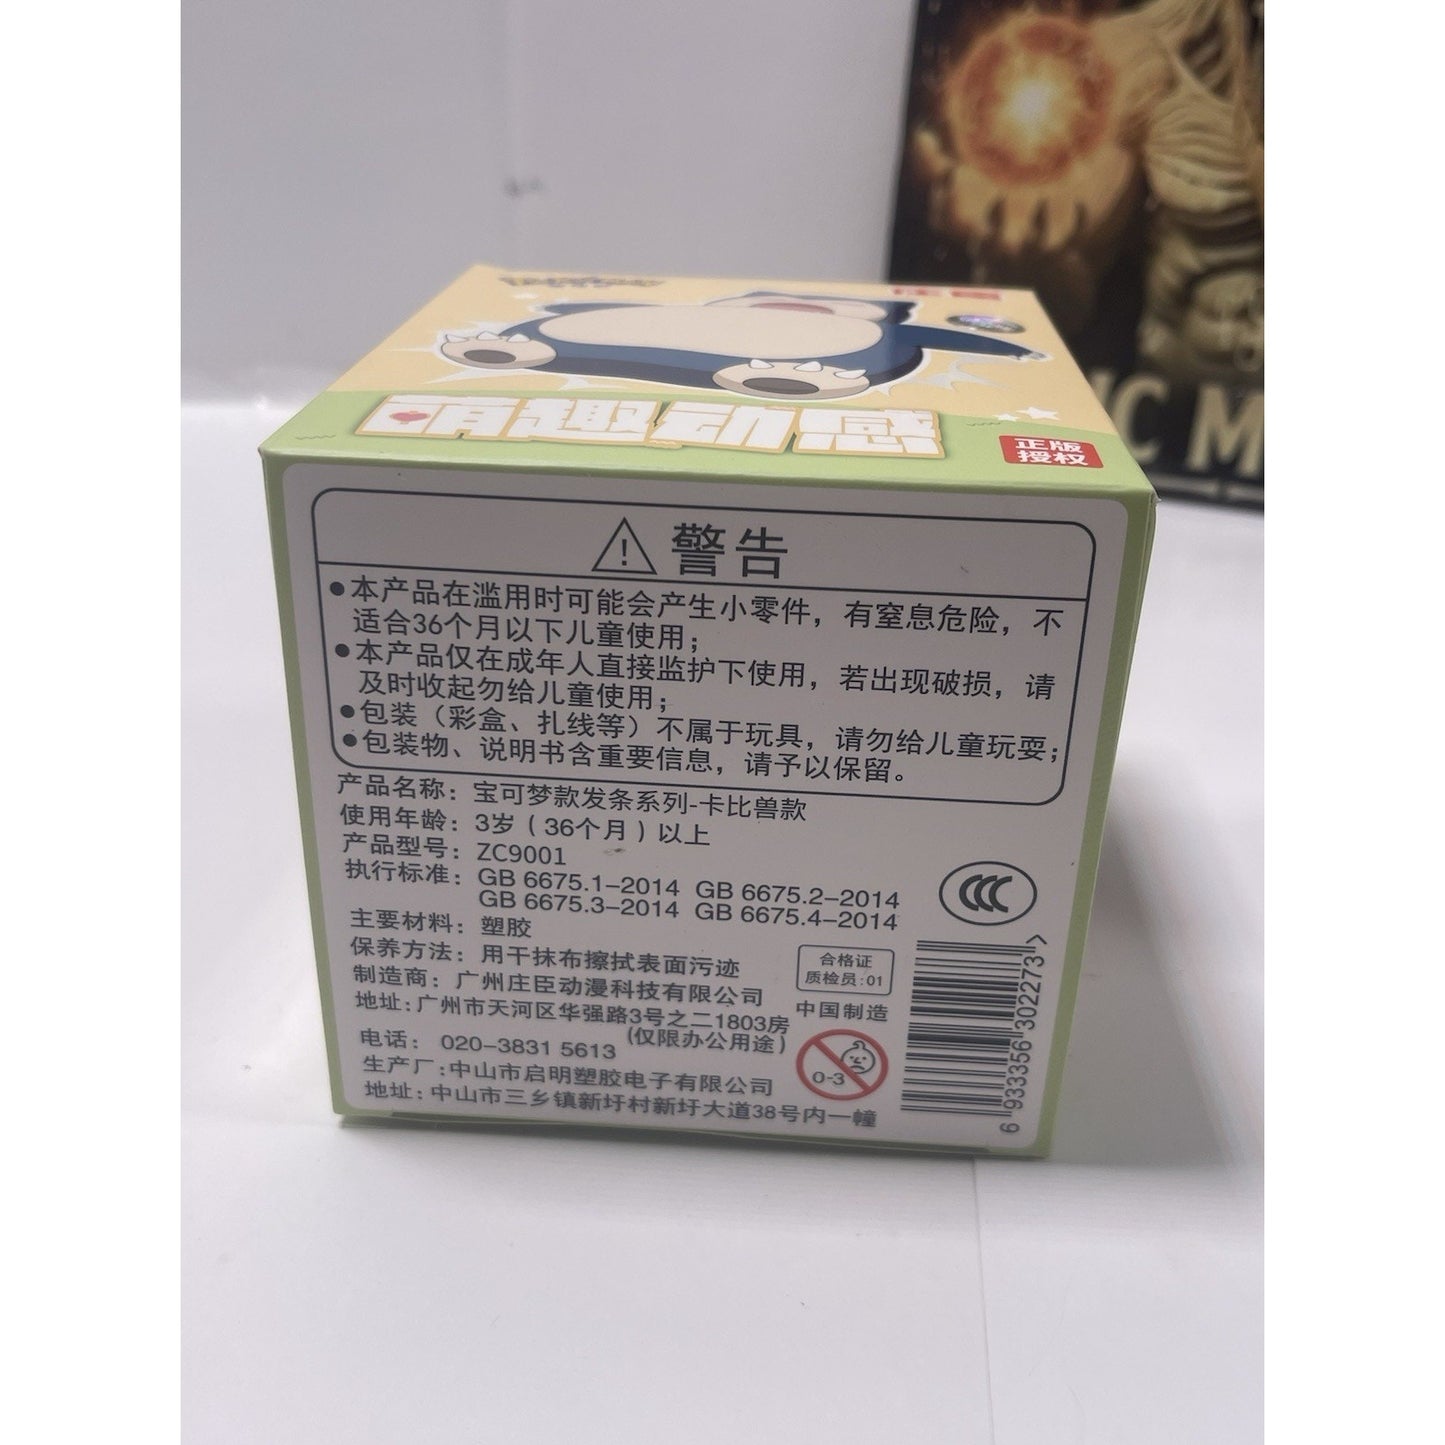 萌趣动感
正版
授权
警告
●本产品在滥用时可能会产生小零件，有窒息危险，不
适合36个月以下儿童使用；
●本产品仅在成年人直接监护下使用，若出现破损，请
及时收起勿给儿童使用；
●包装（彩盒、扎线等）不属于玩具，请勿给儿童玩耍；
●包装物、说明书含重要信息，请予以保留。
产品名称：宝可梦款发条系列-卡比兽款
使用年龄：3岁（36个月）以上
产品型号：ZC9001
执行标准：GB 6675.1-2014 GB 6675.2-2014
GB 6675.3-2014 GB 6675.4-2014
主要材料：塑胶
保养方法：用干抹布擦拭表面污迹
制造商：广州庄臣动漫科技有限公司
地址：广州市天河区华强路3号之二1803房
(仅限办公用途)
电话：020-3831 5613
生产厂：中山市启明塑胶电子有限公司
地址：中山市三乡镇新圩村新圩大道38号内一幢
CCC
合格证
质检员：01
中国制造
0-3
6 933356 302273
C M